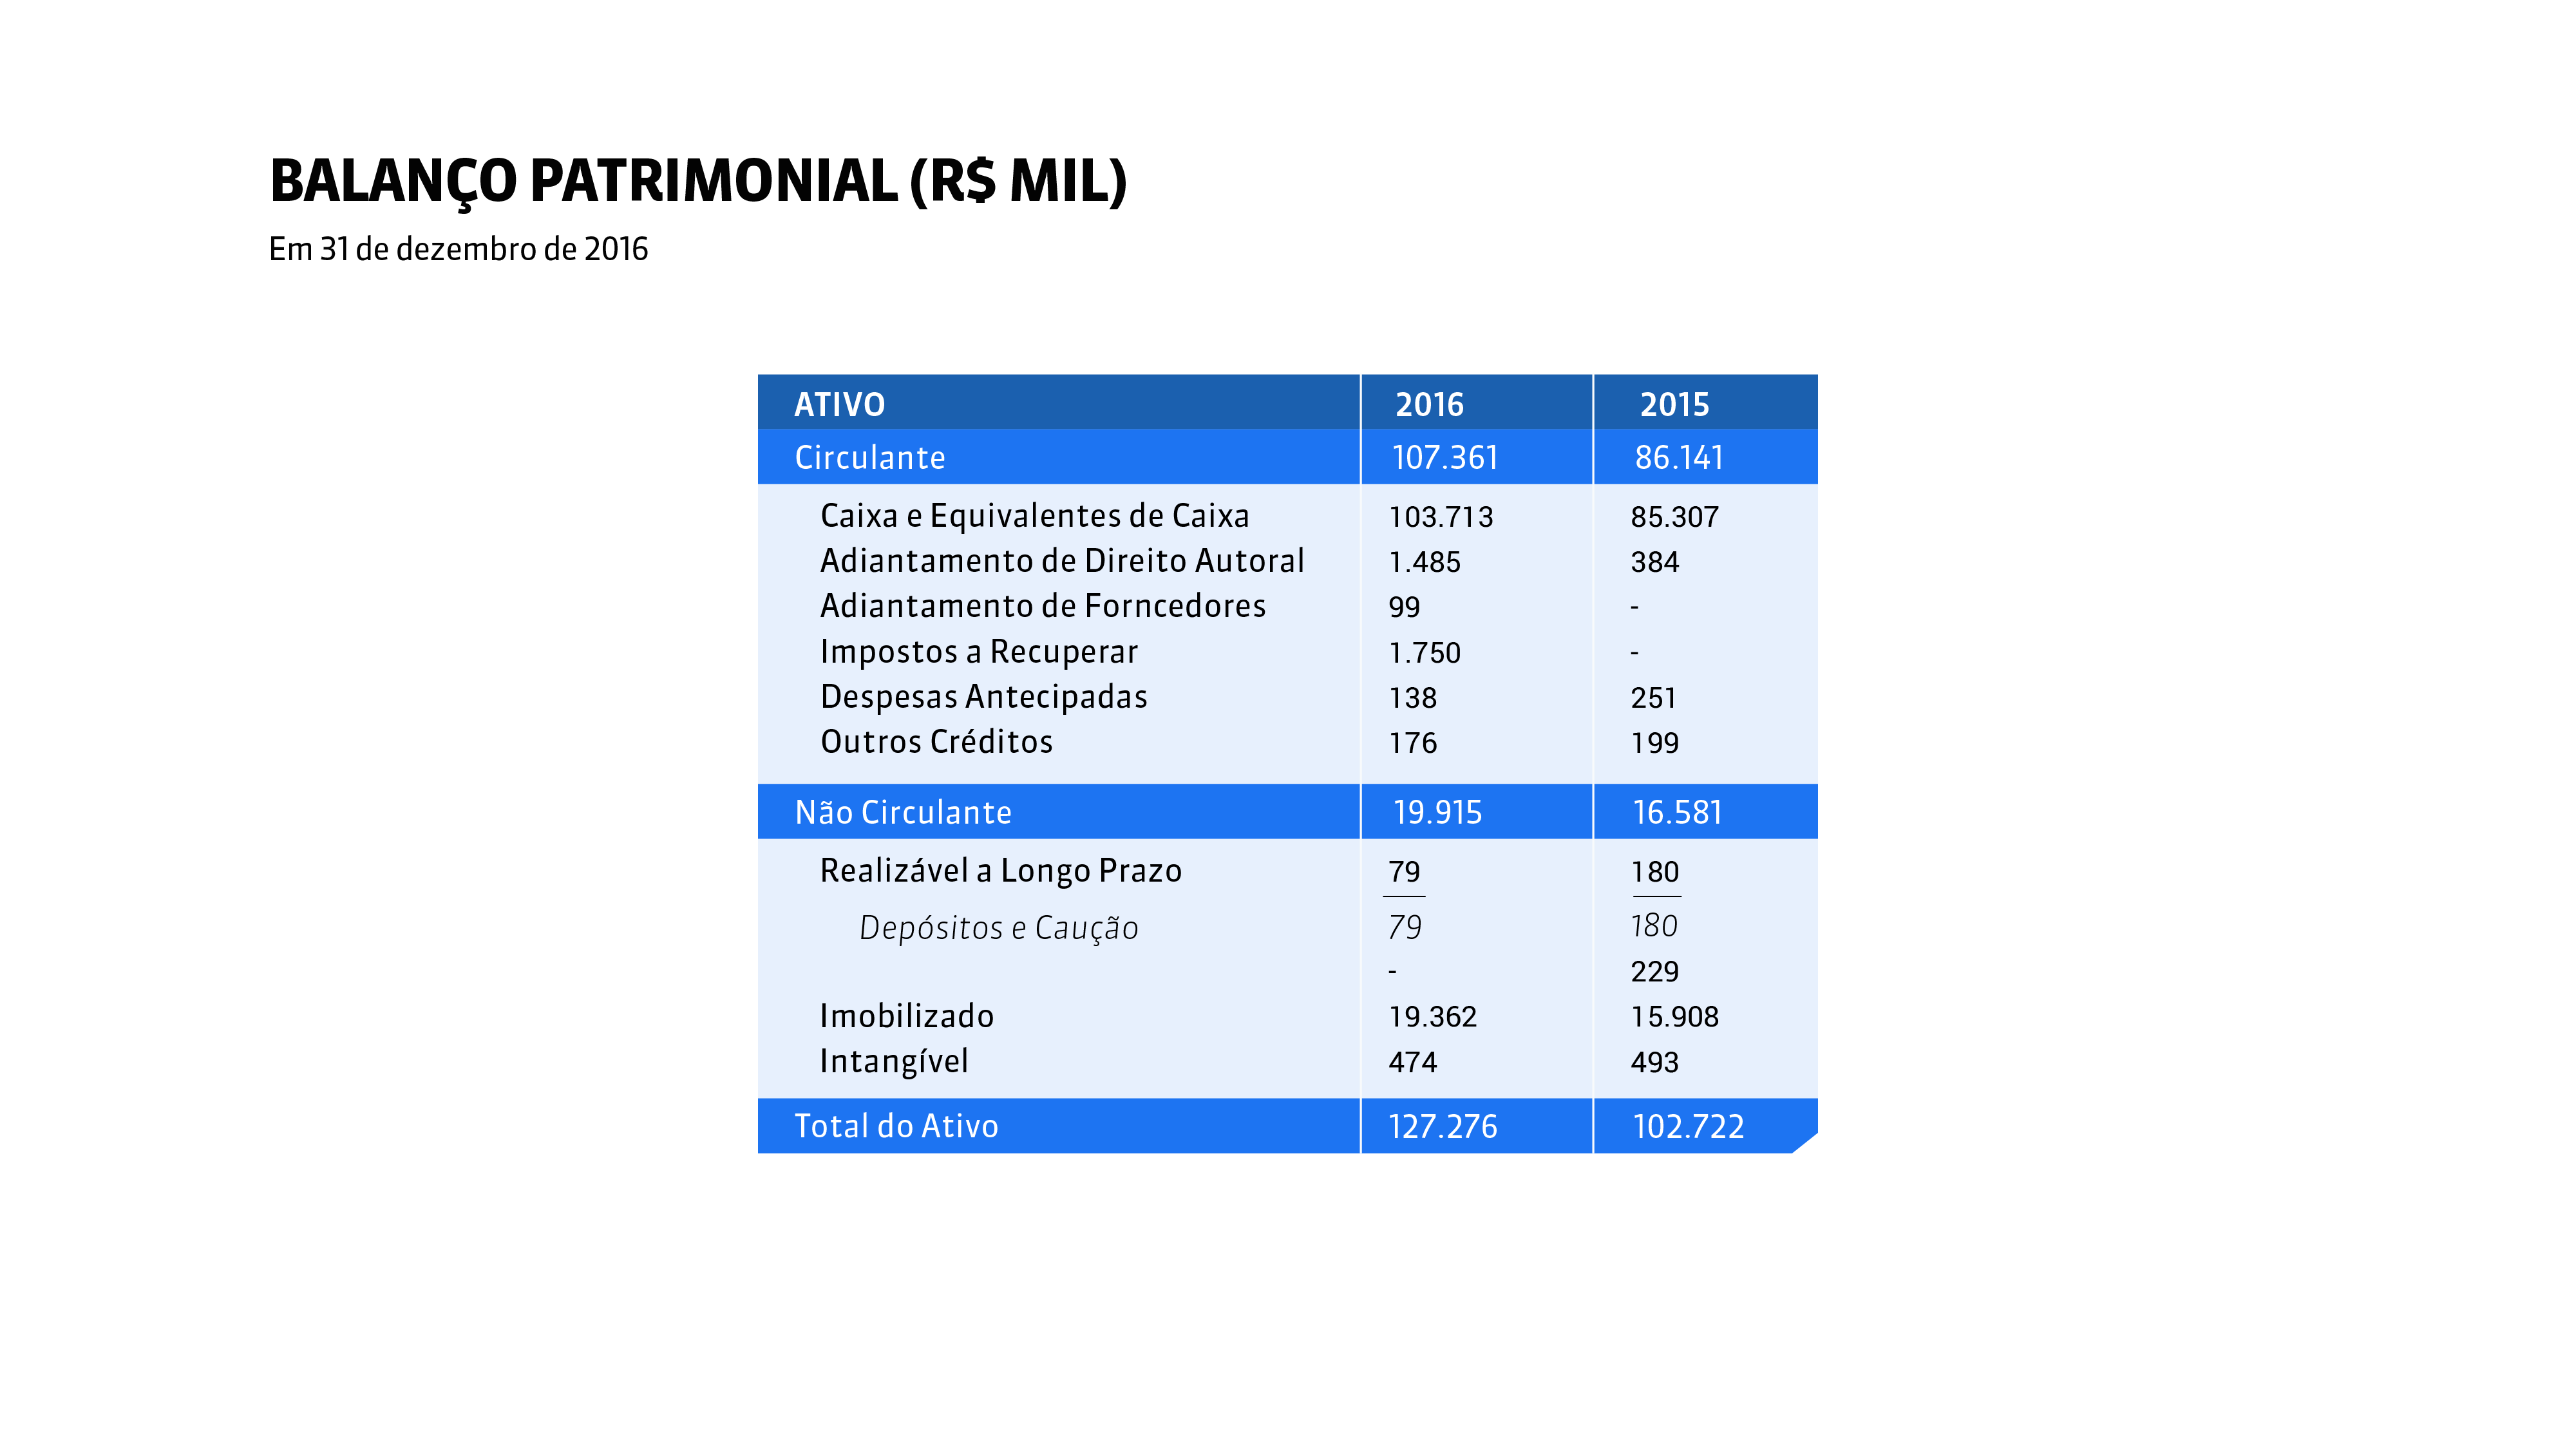 BALANÇO PATRIMONIAL (R$ MIL)
Em 31 de dezembro de 2016
ATIVO 2016 2015
Circulante 107.361 86.141
Caixa e Equivalentes de Caixa 103.713 85.307
Adiantamento de Direito Autoral 1.485 384
Adiantamento de Forncedores 99 -
Impostos a Recuperar 1.750 -
Despesas Antecipadas 138 251
Outros Créditos 176 199
Não Circulante 19.915 16.581
Realizável a Longo Prazo 79 180
Depósitos e Caução 79 180
- 229
Imobilizado 19.362 15.908
Intangível 474 493
Total do Ativo 127.276 102.722